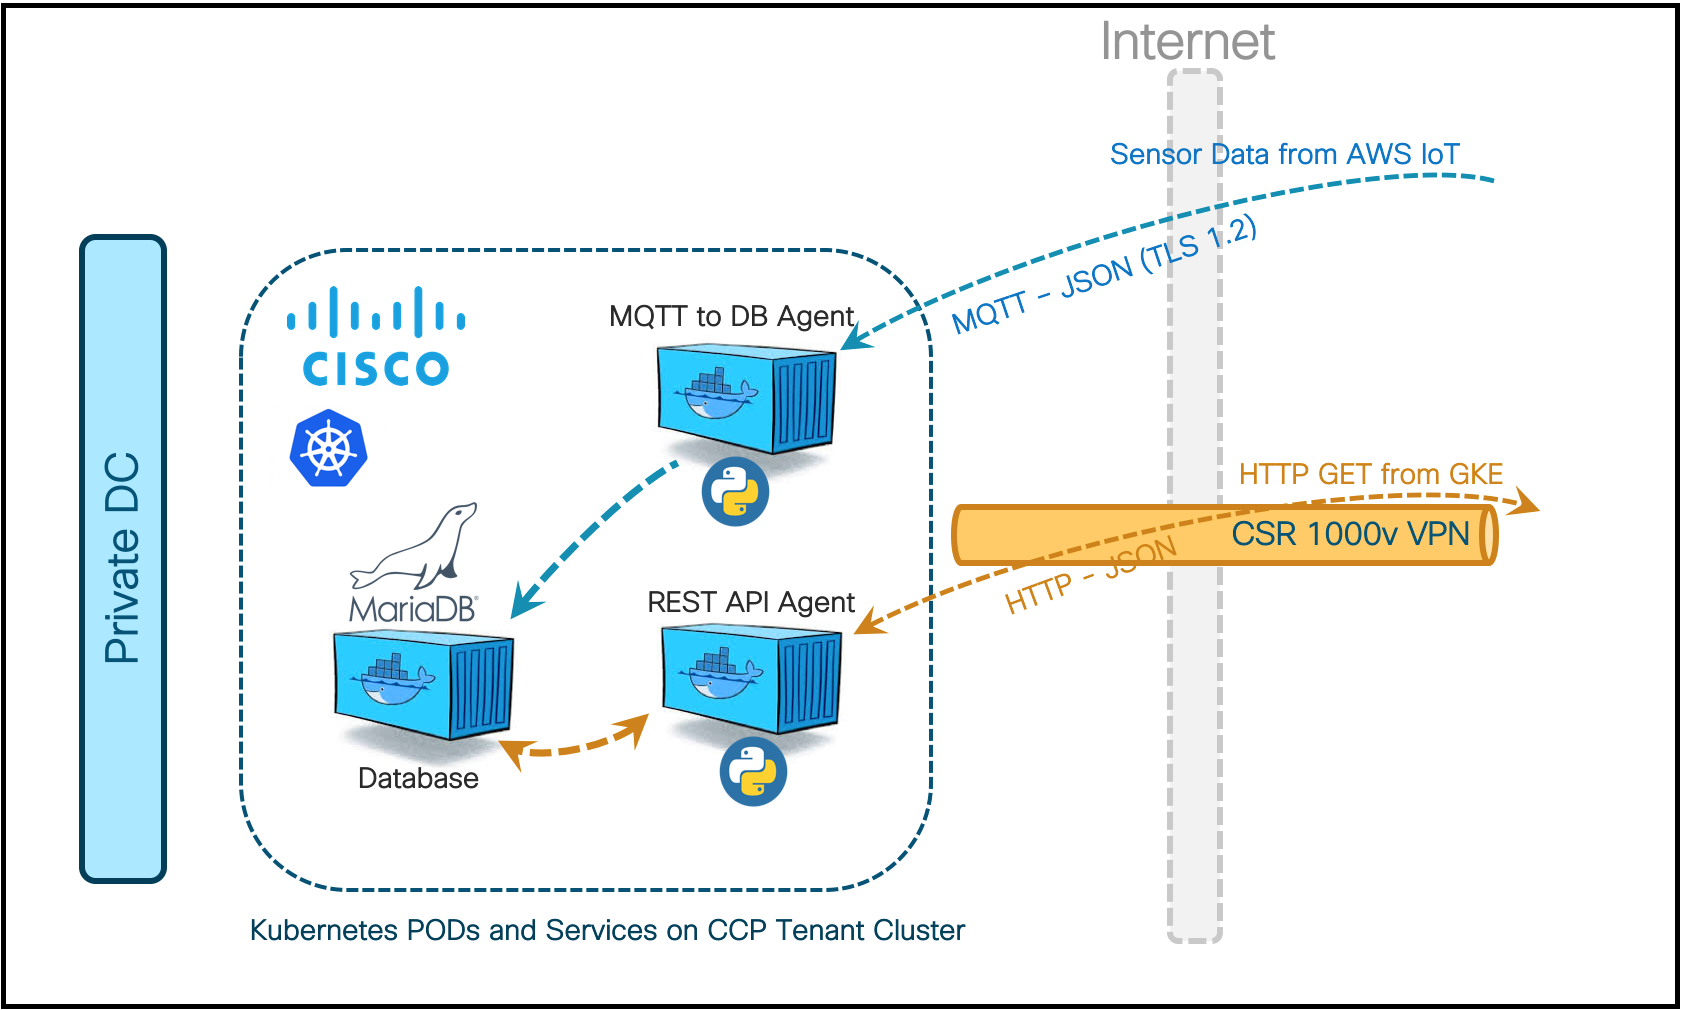 Internet
Sensor Data from AWS IoT
MQTT - JSON (TLS 1.2)
CISCO
MQTT to DB Agent
Private DC
HTTP GET from GKE
CSR 1000v VPN
HTTP - JSON
MariaDB®
REST API Agent
Database
Kubernetes PODs and Services on CCP Tenant Cluster